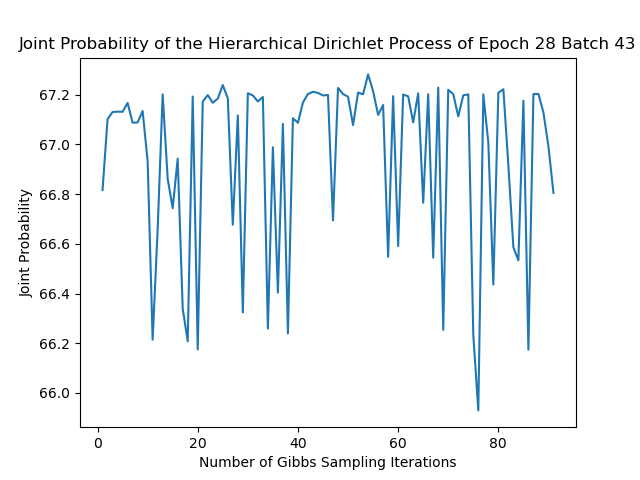 Joint Probability of the Hierarchical Dirichlet Process of Epoch 28 Batch 43
Joint Probability
67.2
67.0
66.8
66.6
66.4
66.2
66.0
0 20 40 60 80
Number of Gibbs Sampling Iterations